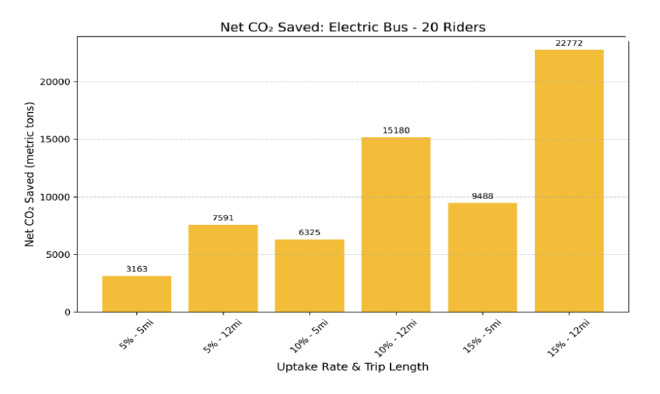 Net CO₂ Saved: Electric Bus - 20 Riders
Net CO₂ Saved (metric tons)
20000
15000
10000
5000
0
3163
7591
6325
15180
9488
22772
5% - 5mi
5% - 12mi
10% - 5mi
10% - 12mi
15% - 5mi
15% - 12mi
Uptake Rate & Trip Length